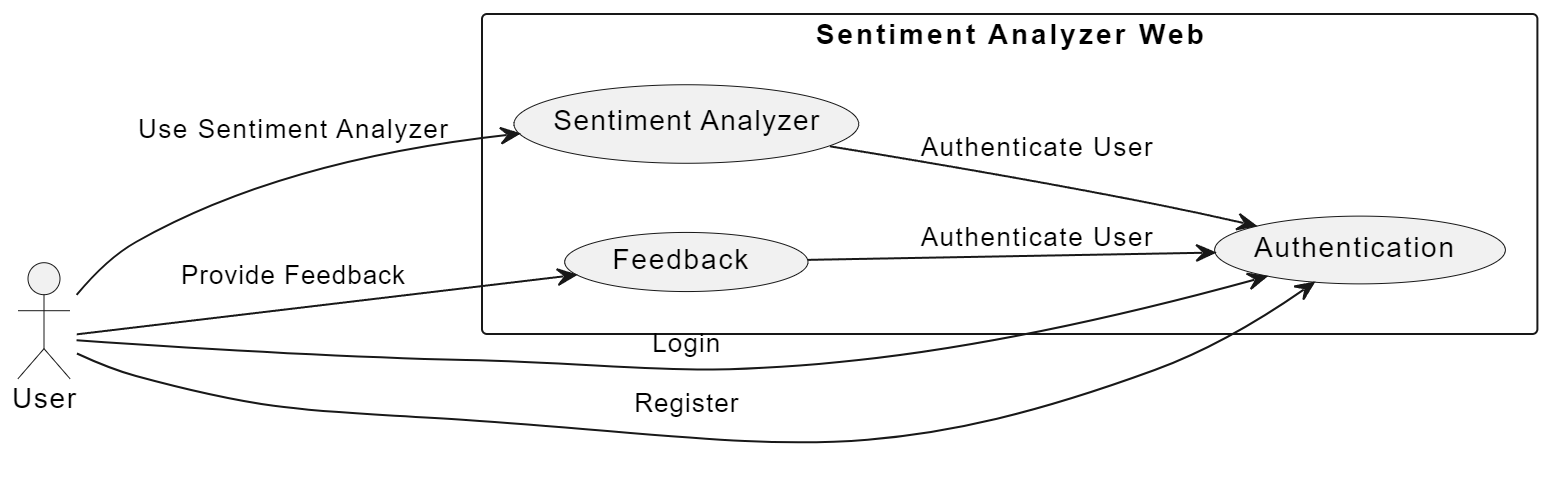 Sentiment Analyzer Web
Use Sentiment Analyzer
Sentiment Analyzer
Authenticate User
Provide Feedback
Feedback
Authenticate User
Authentication
Login
User
Register